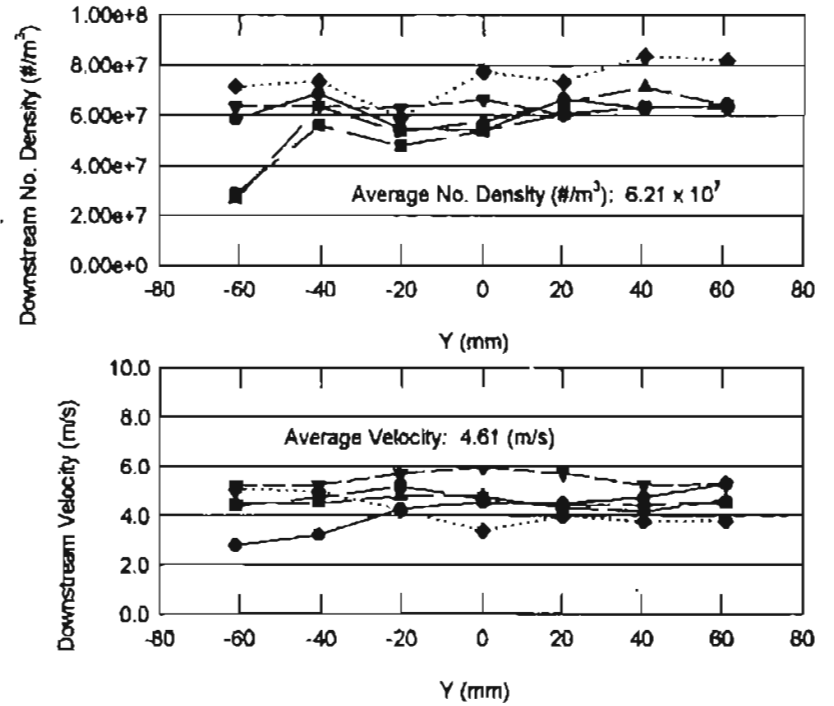 Downstream No. Density (#/m³)
1.00e+8
8.00e+7
6.00e+7
4.00e+7
2.00e+7
0.00e+0
Average No. Density (#/m³): 6.21 x 10⁷
-80 -60 -40 -20 0 20 40 60 80
Y (mm)
Downstream Velocity (m/s)
10.0
8.0
6.0
4.0
2.0
0.0
Average Velocity: 4.61 (m/s)
-80 -60 -40 -20 0 20 40 60 80
Y (mm)